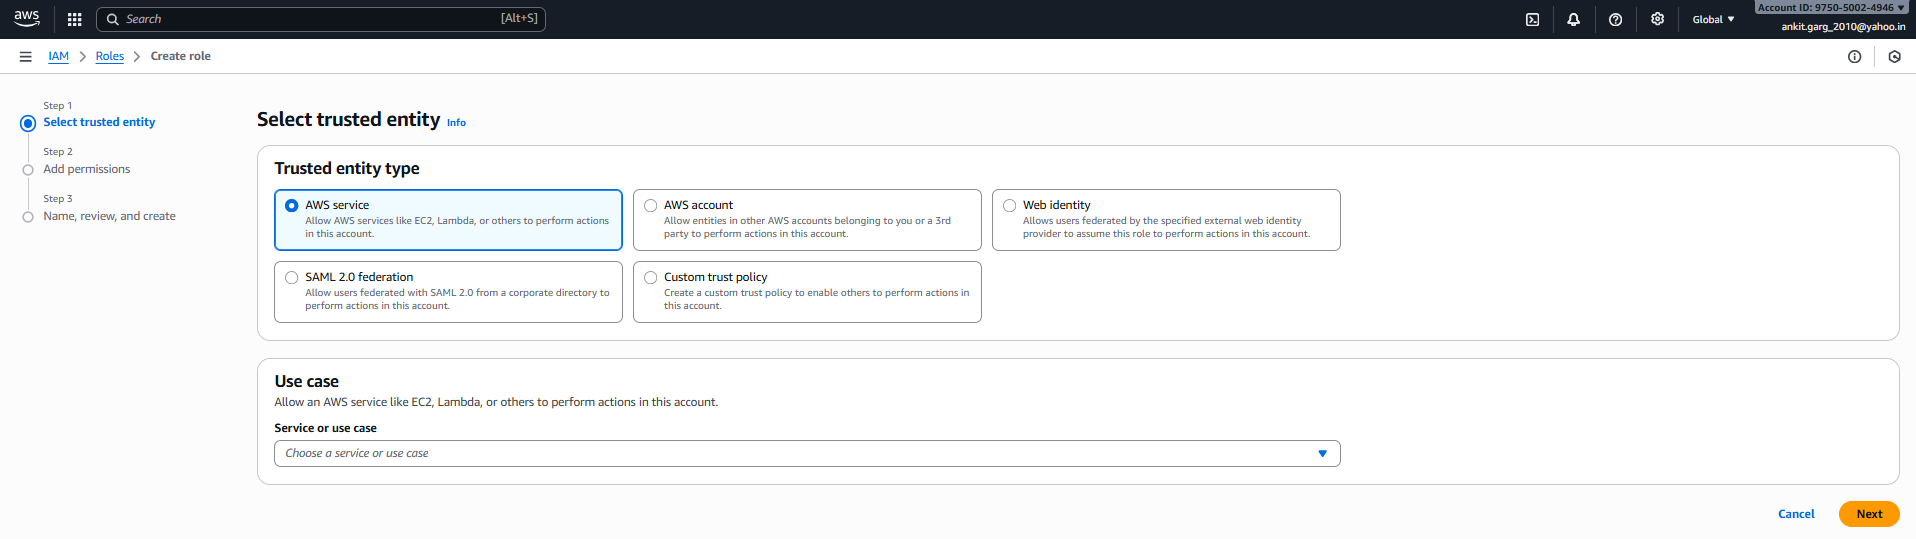 aws
Search
[Alt+S]
Global
Account ID: 9750-5002-4946
ankit.garg_2010@yahoo.in
IAM
Roles
Create role
Step 1
Select trusted entity
Step 2
Add permissions
Step 3
Name, review, and create
Select trusted entity Info
Trusted entity type
AWS service
Allow AWS services like EC2, Lambda, or others to perform actions
in this account.
AWS account
Allow entities in other AWS accounts belonging to you or a 3rd
party to perform actions in this account.
Web identity
Allows users federated by the specified external web identity
provider to assume this role to perform actions in this account.
SAML 2.0 federation
Allow users federated with SAML 2.0 from a corporate directory to
perform actions in this account.
Custom trust policy
Create a custom trust policy to enable others to perform actions in
this account.
Use case
Allow an AWS service like EC2, Lambda, or others to perform actions in this account.
Service or use case
Choose a service or use case
Cancel
Next